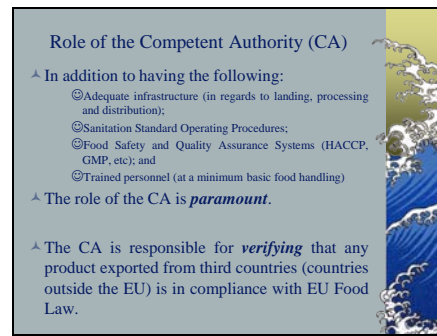 Role of the Competent Authority (CA)
In addition to having the following:
☺Adequate infrastructure (in regards to landing, processing
and distribution);
☺Sanitation Standard Operating Procedures;
☺Food Safety and Quality Assurance Systems (HACCP,
GMP, etc); and
☺Trained personnel (at a minimum basic food handling)
The role of the CA is paramount.
The CA is responsible for verifying that any
product exported from third countries (countries
outside the EU) is in compliance with EU Food
Law.